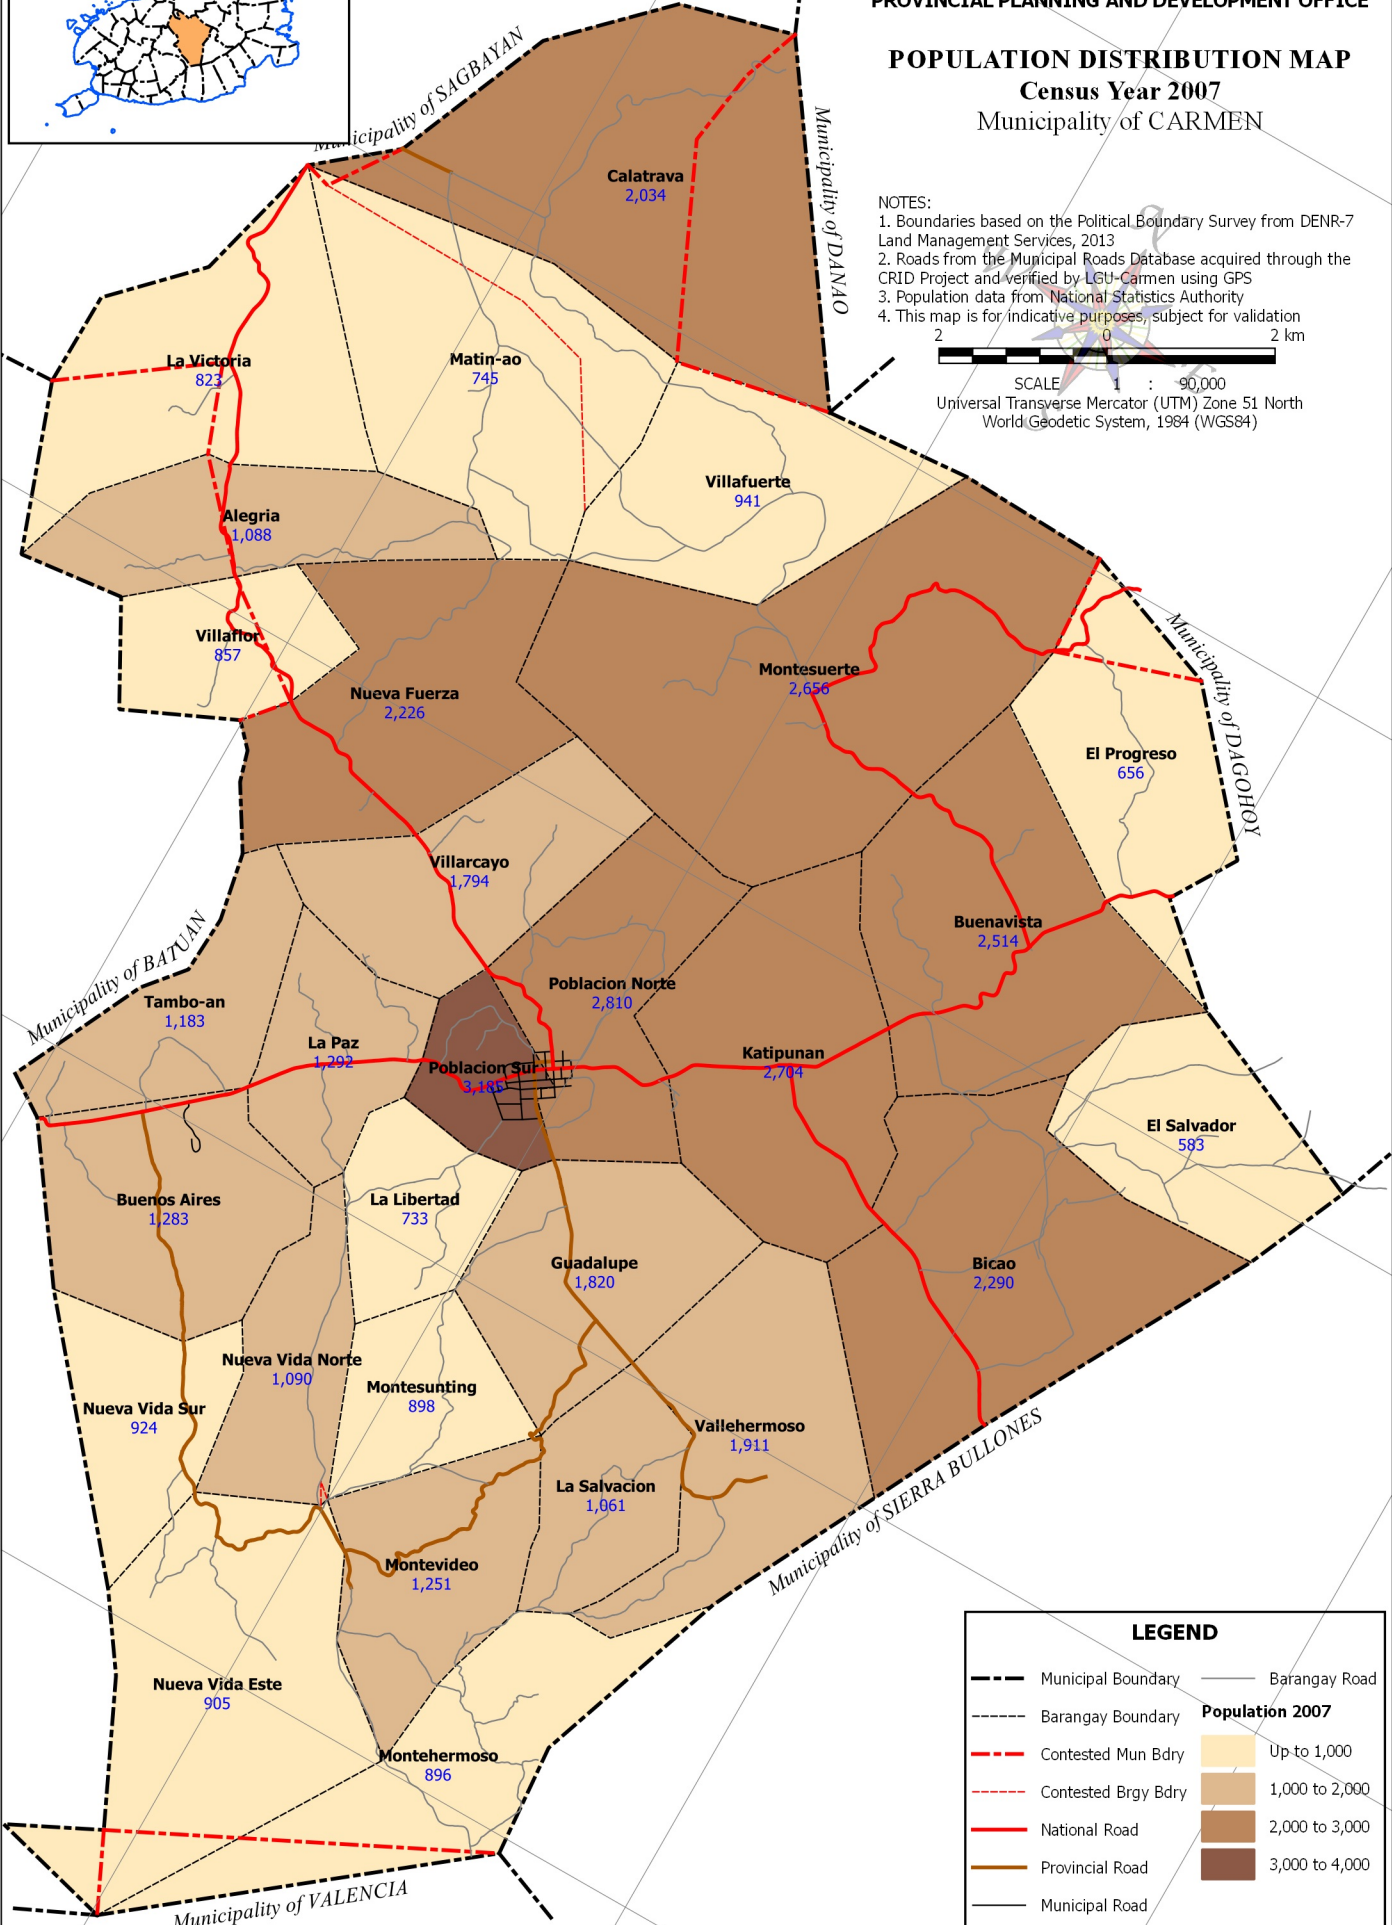 PROVINCIAL PLANNING AND DEVELOPMENT OFFICE
POPULATION DISTRIBUTION MAP
Census Year 2007
Municipality of CARMEN
NOTES:
1. Boundaries based on the Political Boundary Survey from DENR-7
Land Management Services, 2013
2. Roads from the Municipal Roads Database acquired through the
CRID Project and verified by LGU-Carmen using GPS
3. Population data from National Statistics Authority
4. This map is for indicative purposes, subject for validation
2 0 2 km
SCALE 1 : 90,000
Universal Transverse Mercator (UTM) Zone 51 North
World Geodetic System, 1984 (WGS84)
Municipality of SAGBAYAN
Municipality of DANAO
Calatrava
2,034
La Victoria
823
Matin-ao
745
Villafuerte
941
Alegria
1,088
Villaflor
857
Nueva Fuerza
2,226
Montesuerte
2,656
Municipality of DAGOHOY
El Progreso
656
Villarcayo
1,794
Buenavista
2,514
Municipality of BATUAN
Tambo-an
1,183
Poblacion Norte
2,810
La Paz
1,292
Poblacion Sur
3,185
Katipunan
2,704
El Salvador
583
Buenos Aires
1,283
La Libertad
733
Guadalupe
1,820
Bicao
2,290
Nueva Vida Norte
1,090
Montesunting
898
Nueva Vida Sur
924
Vallehermoso
1,911
La Salvacion
1,061
Municipality of SIERRA BULLONES
Montevideo
1,251
Nueva Vida Este
905
Montehermoso
896
Municipality of VALENCIA
LEGEND
Municipal Boundary
Barangay Boundary
Contested Mun Bdry
Contested Brgy Bdry
National Road
Provincial Road
Municipal Road
Barangay Road
Population 2007
Up to 1,000
1,000 to 2,000
2,000 to 3,000
3,000 to 4,000